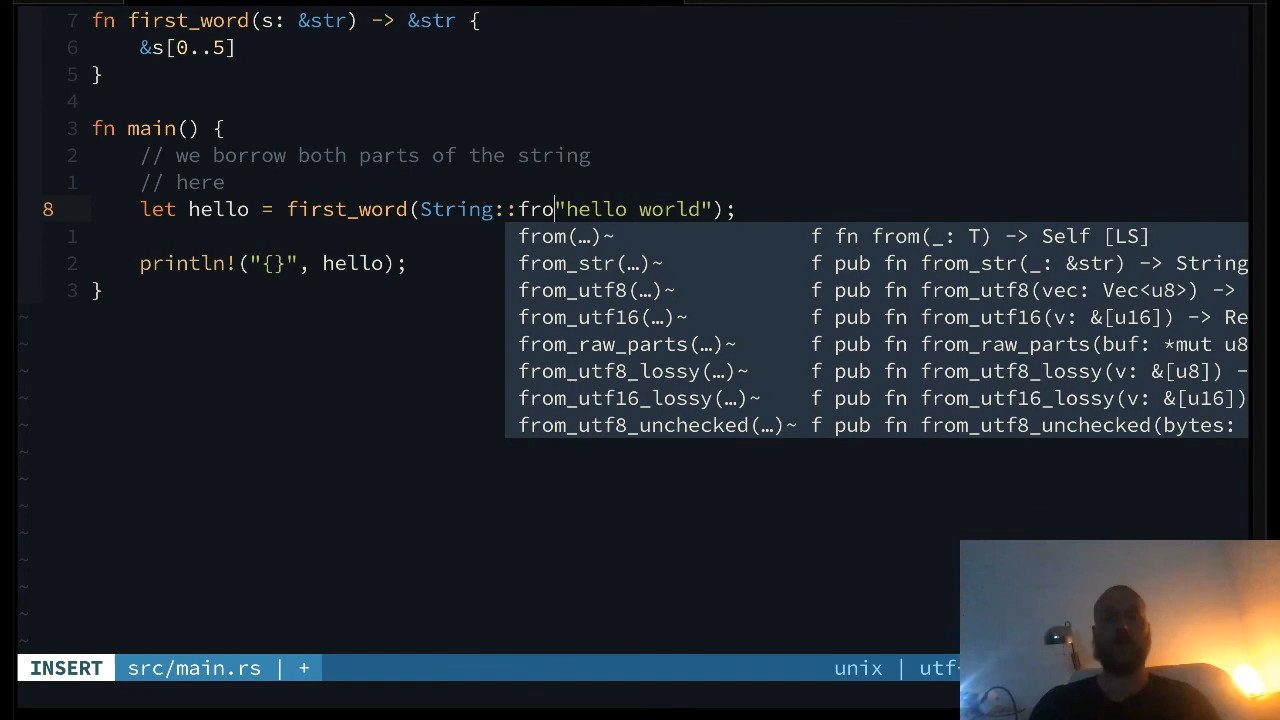 7 fn first_word(s: &str) -> &str {
6 &s[0..5]
5 }
4
3 fn main() {
2 // we borrow both parts of the string
1 // here
8 let hello = first_word(String::fro"hello world");
from(…)~ f fn from(_: T) -> Self [LS]
1
from_str(…)~ f pub fn from_str(_: &str) -> String
2 println!("{}", hello);
from_utf8(…)~ f pub fn from_utf8(vec: Vec<u8>) ->
3 }
from_utf16(…)~ f pub fn from_utf16(v: &[u16]) -> Re
~
from_raw_parts(…)~ f pub fn from_raw_parts(buf: *mut u8
~
from_utf8_lossy(…)~ f pub fn from_utf8_lossy(v: &[u8]) -
~
from_utf16_lossy(…)~ f pub fn from_utf16_lossy(v: &[u16])
~
from_utf8_unchecked(…)~ f pub fn from_utf8_unchecked(bytes:
~
~
~
~
~
~
~
~
INSERT src/main.rs | + unix | utf-